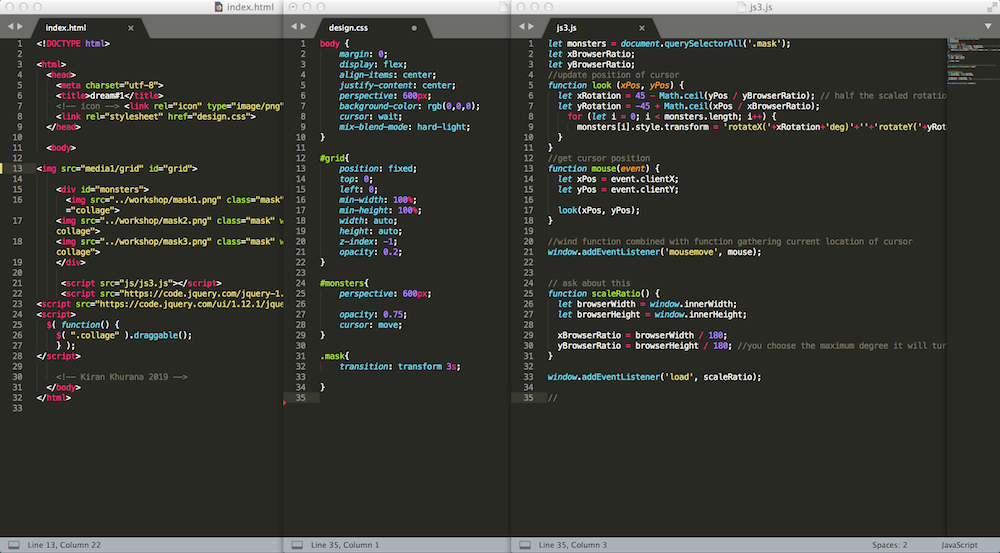 index.html
index.html
1 <!DOCTYPE html>
2
3 <html>
4 <head>
5 <meta charset="utf-8">
6 <title>dream#1</title>
7 <!-- icon --> <link rel="icon" type="image/png"
8 <link rel="stylesheet" href="design.css">
9 </head>
10
11 <body>
12
13 <img src="media1/grid" id="grid">
14
15 <div id="monsters">
16 <img src="../workshop/mask1.png" class="mask"
="collage">
17 <img src="../workshop/mask2.png" class="mask" w
collage">
18 <img src="../workshop/mask3.png" class="mask" w
collage">
19 </div>
20
21 <script src="js/js3.js"></script>
22 <script src="https://code.jquery.com/jquery-1.
23 <script src="https://code.jquery.com/ui/1.12.1/jque
24 <script>
25 $( function() {
26 $( ".collage" ).draggable();
27 } );
28 </script>
29
30 <!-- Kiran Khurana 2019 -->
31 </body>
32 </html>
33
Line 13, Column 22
design.css
1 body {
2 margin: 0;
3 display: flex;
4 align-items: center;
5 justify-content: center;
6 perspective: 600px;
7 background-color: rgb(0,0,0);
8 cursor: wait;
9 mix-blend-mode: hard-light;
10 }
11
12 #grid{
13 position: fixed;
14 top: 0;
15 left: 0;
16 min-width: 100%;
17 min-height: 100%;
18 width: auto;
19 height: auto;
20 z-index: -1;
21 opacity: 0.2;
22 }
23
24 #monsters{
25 perspective: 600px;
26
27 opacity: 0.75;
28 cursor: move;
29 }
30
31 .mask{
32 transition: transform 3s;
33
34 }
35
Line 35, Column 1
js3.js
js3.js
1 let monsters = document.querySelectorAll('.mask');
2 let xBrowserRatio;
3 let yBrowserRatio;
4 //update position of cursor
5 function look (xPos, yPos) {
6 let xRotation = 45 - Math.ceil(yPos / yBrowserRatio); // half the scaled rotatio
7 let yRotation = -45 + Math.ceil(xPos / xBrowserRatio);
8 for (let i = 0; i < monsters.length; i++) {
9 monsters[i].style.transform = 'rotateX('+xRotation+'deg)'+''+'rotateY('+yRot
10 }
11 }
12 //get cursor position
13 function mouse(event) {
14 let xPos = event.clientX;
15 let yPos = event.clientY;
16
17 look(xPos, yPos);
18 }
19
20 //wind function combined with function gathering current location of cursor
21 window.addEventListener('mousemove', mouse);
22
23
24 // ask about this
25 function scaleRatio() {
26 let browserWidth = window.innerWidth;
27 let browserHeight = window.innerHeight;
28
29 xBrowserRatio = browserWidth / 180;
30 yBrowserRatio = browserHeight / 180; //you choose the maximum degree it will tur
31 }
32
33 window.addEventListener('load', scaleRatio);
34
35 //
Line 35, Column 3
Spaces: 2
JavaScript